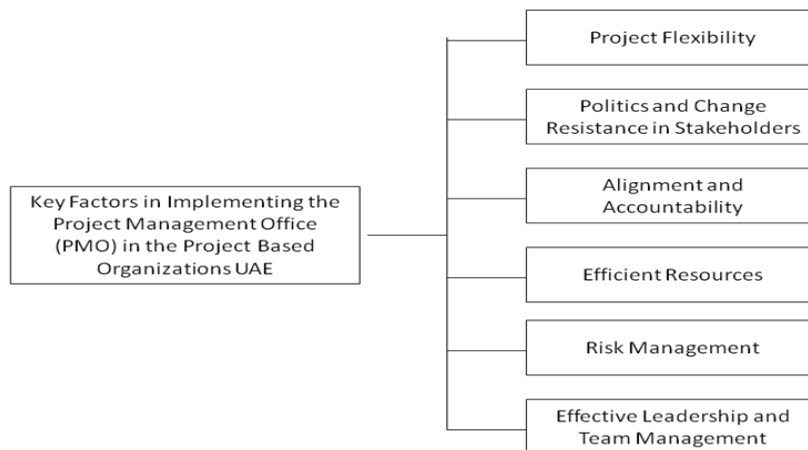 Project Flexibility
Politics and Change
Resistance in Stakeholders
Alignment and
Accountability
Key Factors in Implementing the
Project Management Office
(PMO) in the Project Based
Organizations UAE
Efficient Resources
Risk Management
Effective Leadership and
Team Management